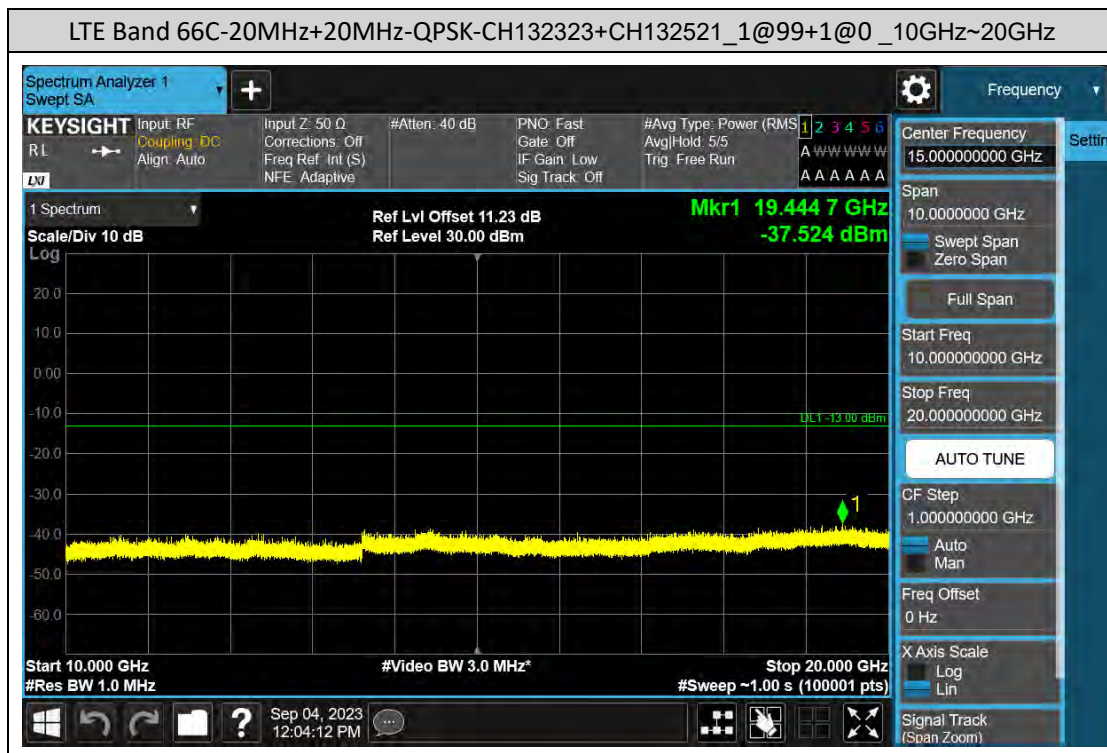 LTE Band 66C-20MHz+20MHz-QPSK-CH132323+CH132521_1@99+1@0 _10GHz~20GHz
Spectrum Analyzer 1
Swept SA
Frequency
KEYSIGHT
RL
LXI
Input: RF
Coupling: DC
Align: Auto
Input Z: 50 Ω
Corrections: Off
Freq Ref: Int (S)
NFE: Adaptive
#Atten: 40 dB
PNO: Fast
Gate: Off
IF Gain: Low
Sig Track: Off
#Avg Type: Power (RMS
Avg|Hold: 5/5
Trig: Free Run
1 2 3 4 5 6
A W W W W W
A A A A A A
1 Spectrum
Scale/Div 10 dB
Ref Lvl Offset 11.23 dB
Ref Level 30.00 dBm
Mkr1 19.444 7 GHz
-37.524 dBm
Log
20.0
10.0
0.00
-10.0
-20.0
-30.0
-40.0
-50.0
-60.0
DL1 -13.00 dBm
1
Start 10.000 GHz
#Res BW 1.0 MHz
#Video BW 3.0 MHz*
Stop 20.000 GHz
#Sweep ~1.00 s (100001 pts)
Sep 04, 2023
12:04:12 PM
Center Frequency
15.000000000 GHz
Settin
Span
10.0000000 GHz
Swept Span
Zero Span
Full Span
Start Freq
10.000000000 GHz
Stop Freq
20.000000000 GHz
AUTO TUNE
CF Step
1.000000000 GHz
Auto
Man
Freq Offset
0 Hz
X Axis Scale
Log
Lin
Signal Track
(Span Zoom)